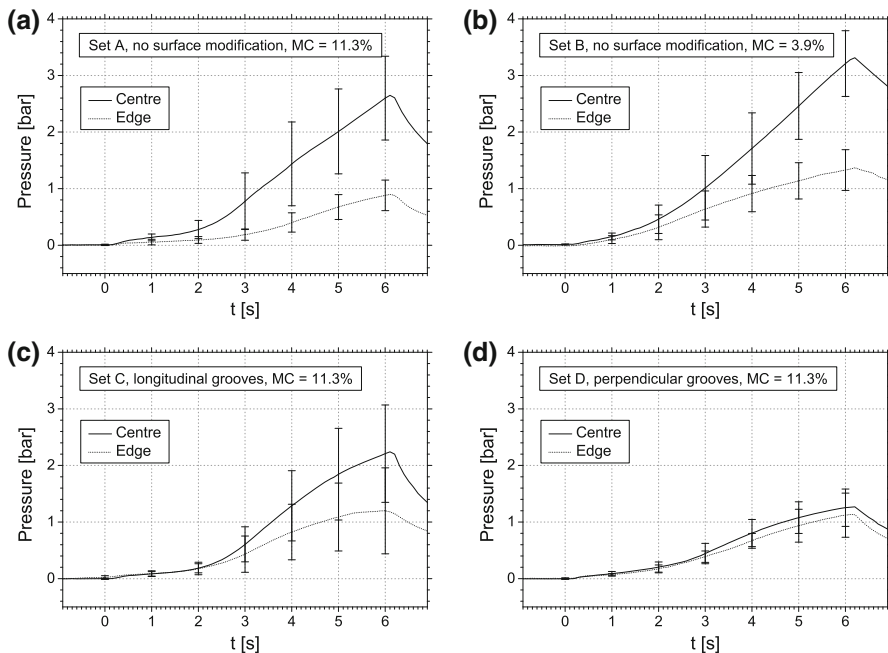 (a)
Set A, no surface modification, MC = 11.3%
Centre
Edge
Pressure [bar]
4
3
2
1
0
0 1 2 3 4 5 6
t [s]
(b)
Set B, no surface modification, MC = 3.9%
Centre
Edge
Pressure [bar]
4
3
2
1
0
0 1 2 3 4 5 6
t [s]
(c)
Set C, longitudinal grooves, MC = 11.3%
Centre
Edge
Pressure [bar]
4
3
2
1
0
0 1 2 3 4 5 6
t [s]
(d)
Set D, perpendicular grooves, MC = 11.3%
Centre
Edge
Pressure [bar]
4
3
2
1
0
0 1 2 3 4 5 6
t [s]